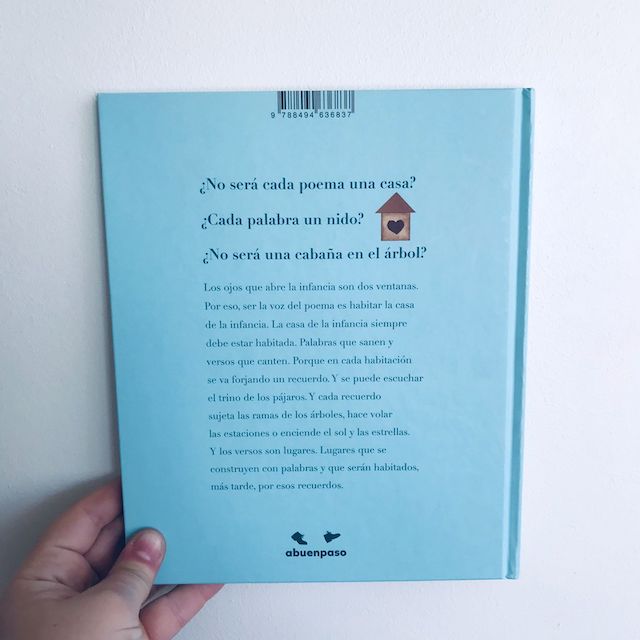 9 788494 636837
¿No será cada poema una casa?
¿Cada palabra un nido?
¿No será una cabaña en el árbol?
Los ojos que abre la infancia son dos ventanas.
Por eso, ser la voz del poema es habitar la casa
de la infancia. La casa de la infancia siempre
debe estar habitada. Palabras que sanen y
versos que canten. Porque en cada habitación
se va forjando un recuerdo. Y se puede escuchar
el trino de los pájaros. Y cada recuerdo
sujeta las ramas de los árboles, hace volar
las estaciones o enciende el sol y las estrellas.
Y los versos son lugares. Lugares que se
construyen con palabras y que serán habitados,
más tarde, por esos recuerdos.
abuenpaso